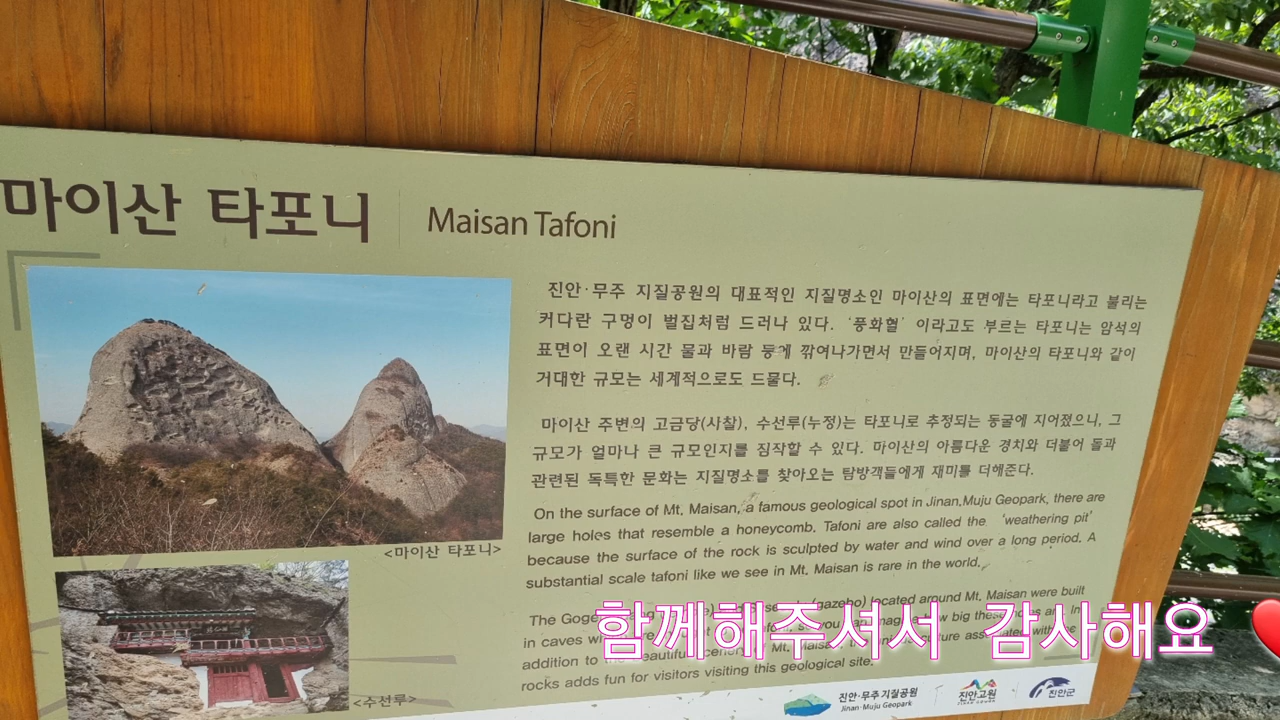 마이산 타포니
Maisan Tafoni
진안·무주 지질공원의 대표적인 지질명소인 마이산의 표면에는 타포니라고 불리는
커다란 구멍이 벌집처럼 드러나 있다. '풍화혈' 이라고도 부르는 타포니는 암석의
표면이 오랜 시간 물과 바람 등에 깎여나가면서 만들어지며, 마이산의 타포니와 같이
거대한 규모는 세계적으로도 드물다.
마이산 주변의 고금당(사찰), 수선루(누정)는 타포니로 추정되는 동굴에 지어졌으니, 그
규모가 얼마나 큰 규모인지를 짐작할 수 있다. 마이산의 아름다운 경치와 더불어 돌과
관련된 독특한 문화는 지질명소를 찾아오는 탐방객들에게 재미를 더해준다.
On the surface of Mt. Maisan, a famous geological spot in Jinan,Muju Geopark, there are
large holes that resemble a honeycomb. Tafoni are also called the 'weathering pit'
because the surface of the rock is sculpted by water and wind over a long period. A
substantial scale tafoni like we see in Mt. Maisan is rare in the world.
The (gazebo) located around Mt. Maisan were built
in caves big
addition to Mt.
rocks adds fun for visitors visiting this geological site.
<마이산 타포니>
<수선루>
함께해주셔서 감사해요
진안·무주 지질공원
Jinan·Muju Geopark
진안고원
JINAN GOWON
진안군